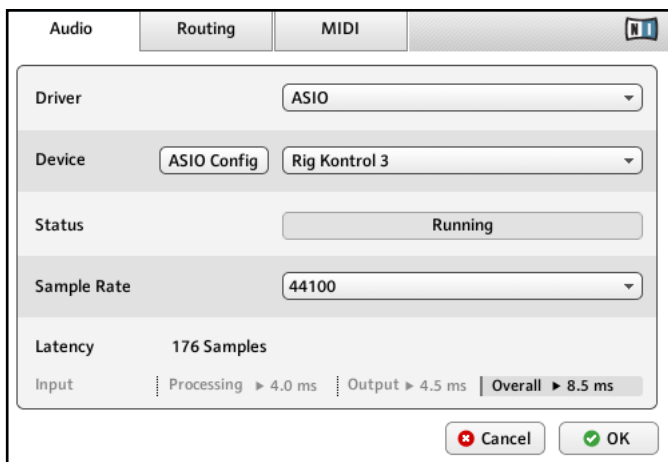 Audio Routing MIDI NI
Driver ASIO
Device ASIO Config Rig Kontrol 3
Status Running
Sample Rate 44100
Latency 176 Samples
Input Processing ▶ 4.0 ms Output ▶ 4.5 ms Overall ▶ 8.5 ms
Cancel OK